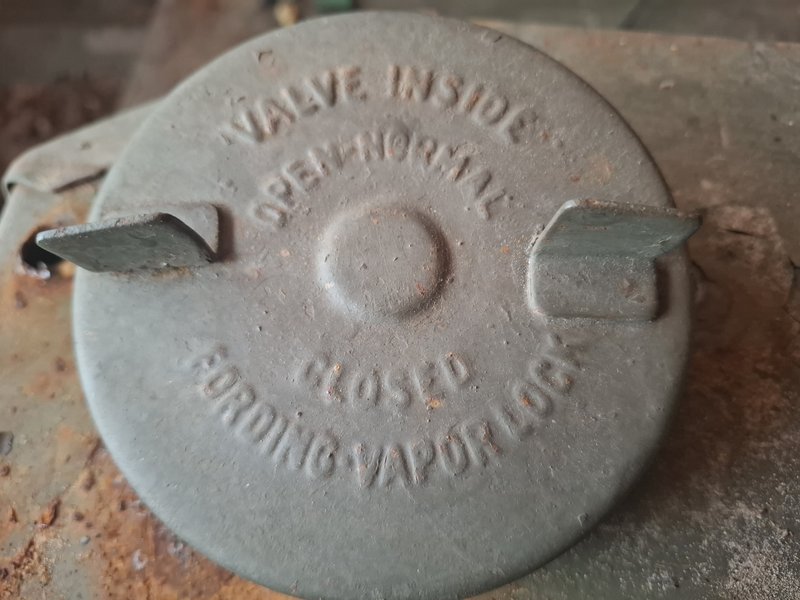 VALVE INSIDE
OPEN-NORMAL
CLOSED
FORDING-VAPOR LOCK